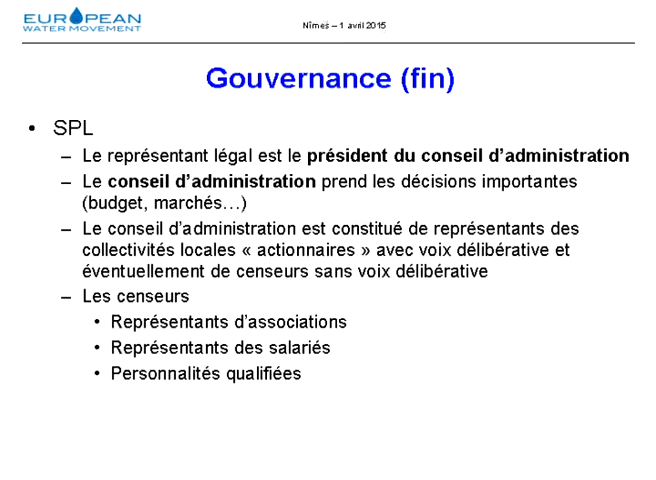 EUROPEAN
WATER MOVEMENT
Nîmes – 1 avril 2015
Gouvernance (fin)
• SPL
– Le représentant légal est le président du conseil d’administration
– Le conseil d’administration prend les décisions importantes
(budget, marchés…)
– Le conseil d’administration est constitué de représentants des
collectivités locales « actionnaires » avec voix délibérative et
éventuellement de censeurs sans voix délibérative
– Les censeurs
• Représentants d’associations
• Représentants des salariés
• Personnalités qualifiées